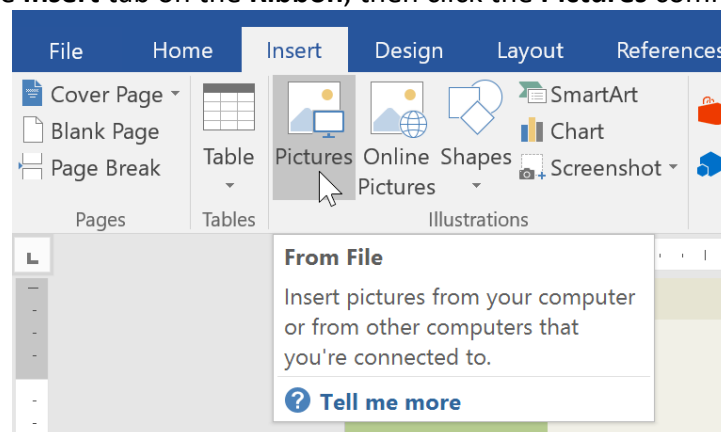 Insert tab on the Ribbon, then click the Pictures
File Home Insert Design Layout References
Cover Page
Blank Page
Page Break
Table
Pictures
Online
Pictures
Shapes
SmartArt
Chart
Screenshot
Pages Tables Illustrations
L
From File
Insert pictures from your computer
or from other computers that
you're connected to.
? Tell me more